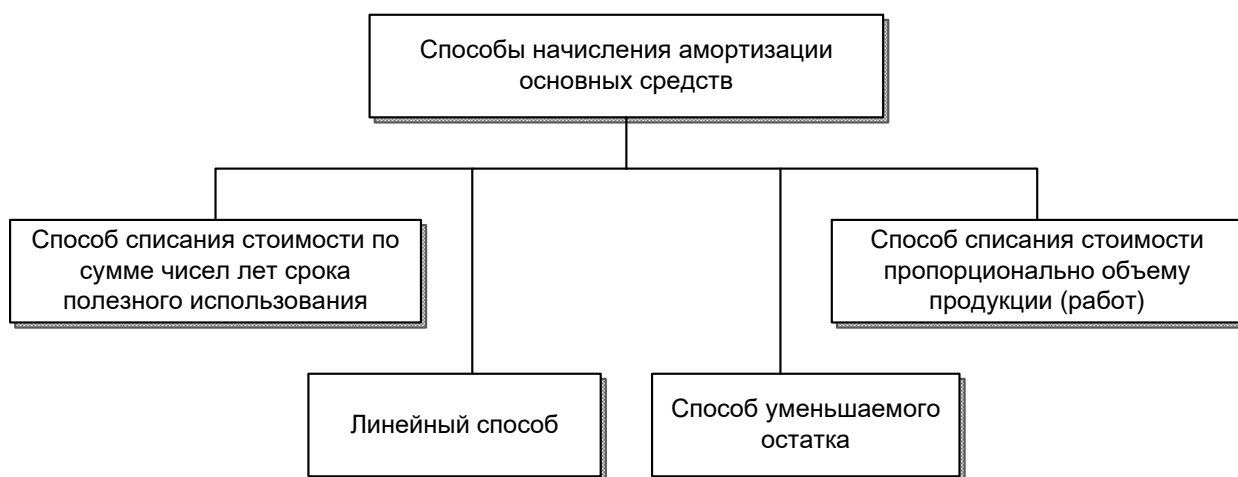 Способы начисления амортизации
основных средств
Способ списания стоимости по
сумме чисел лет срока
полезного использования
Способ списания стоимости
пропорционально объему
продукции (работ)
Линейный способ
Способ уменьшаемого
остатка